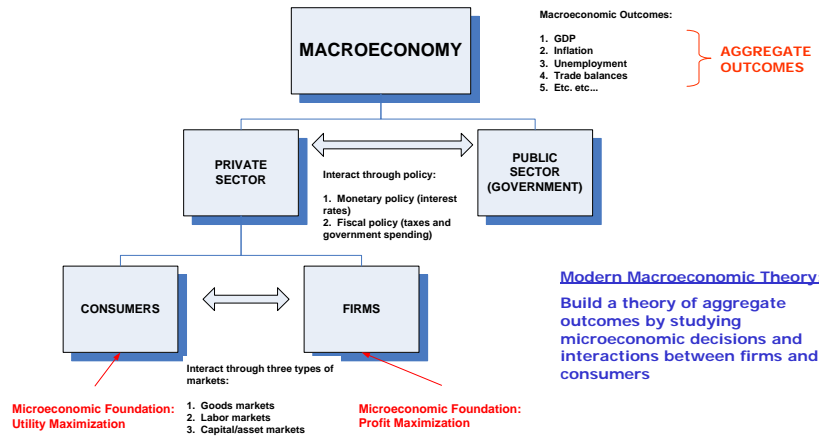 Macroeconomic Outcomes:
1. GDP
2. Inflation
3. Unemployment
4. Trade balances
5. Etc. etc...
AGGREGATE
OUTCOMES
MACROECONOMY
PRIVATE
SECTOR
PUBLIC
SECTOR
(GOVERNMENT)
Interact through policy:
1. Monetary policy (interest
rates)
2. Fiscal policy (taxes and
government spending)
CONSUMERS
FIRMS
Modern Macroeconomic Theory:
Build a theory of aggregate
outcomes by studying
microeconomic decisions and
interactions between firms and
consumers
Interact through three types of
markets:
1. Goods markets
2. Labor markets
3. Capital/asset markets
Microeconomic Foundation:
Utility Maximization
Microeconomic Foundation:
Profit Maximization